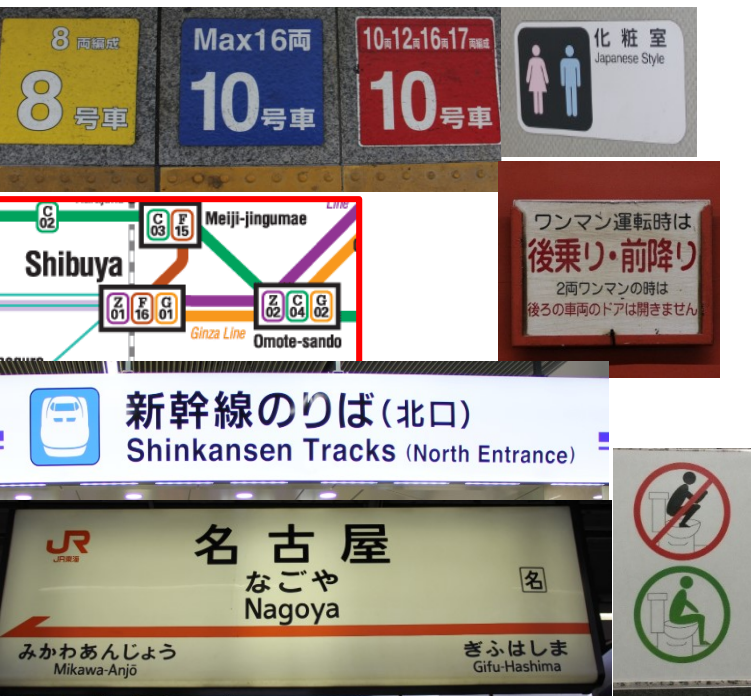 8 両編成
8 号車
Max16両
10号車
10両12両16両17両編成
10号車
化粧室
Japanese Style
C 02
C 03
F 15
Meiji-jingumae
Line
Shibuya
Z 01
F 16
G 01
Z 02
C 04
G 02
Ginza Line
Omote-sando
ワンマン運転時は
後乗り・前降り
2両ワンマンの時は
後ろの車両のドアは開きません
新幹線のりば(北口)
Shinkansen Tracks (North Entrance)
JR
JR東海
名古屋
なごや
名
Nagoya
みかわあんじょう
Mikawa-Anjō
ぎふはしま
Gifu-Hashima